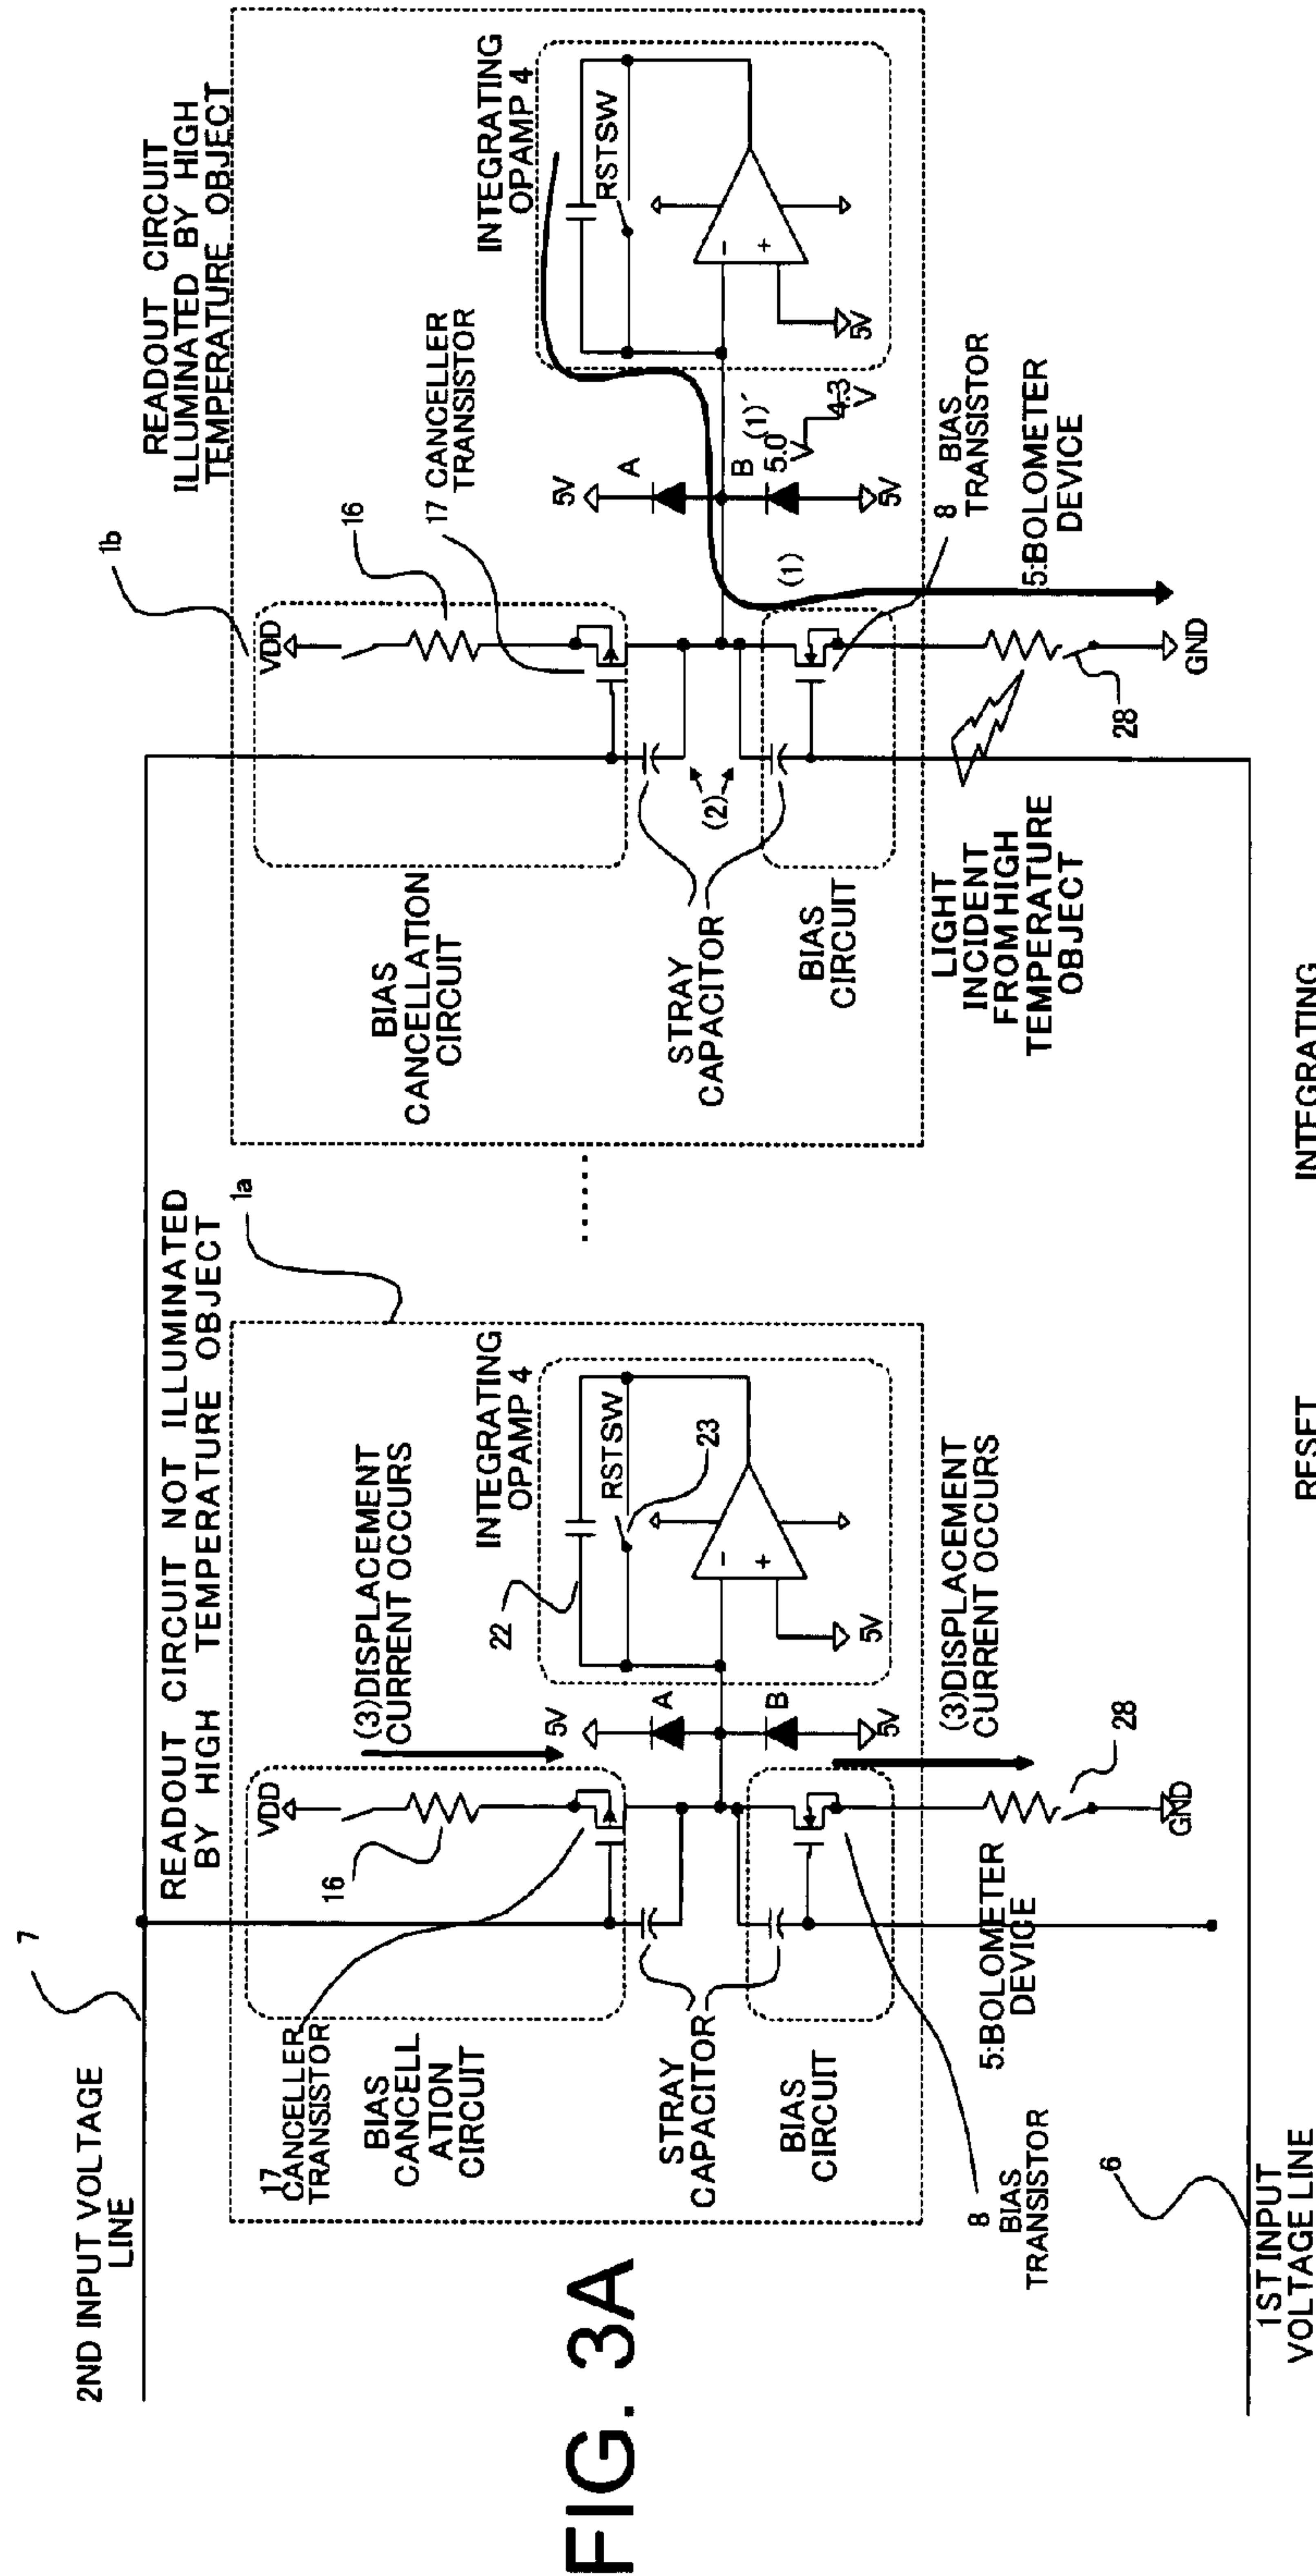 FIG. 3A
2ND INPUT VOLTAGE
LINE
7
READOUT CIRCUIT NOT ILLUMINATED
BY HIGH TEMPERATURE OBJECT
1a
17
CANCELLER
TRANSISTOR
BIAS
CANCELL
ATION
CIRCUIT
VDD
16
(3)DISPLACEMENT
CURRENT OCCURS
5V
A
B
5V
INTEGRATING
OPAMP 4
22
RSTSW
23
-
+
5V
STRAY
CAPACITOR
BIAS
CIRCUIT
8
BIAS
TRANSISTOR
5:BOLOMETER
DEVICE
28
GND
(3)DISPLACEMENT
CURRENT OCCURS
6
1ST INPUT
VOLTAGE LINE
......
READOUT CIRCUIT
ILLUMINATED BY HIGH
TEMPERATURE OBJECT
1b
VDD
16
17 CANCELLER
TRANSISTOR
BIAS
CANCELLATION
CIRCUIT
5V
A
B
5V
(1)
(1)´
5.0
V
4.3
V
INTEGRATING
OPAMP 4
RSTSW
-
+
5V
STRAY
CAPACITOR
(2)
BIAS
CIRCUIT
8
BIAS
TRANSISTOR
LIGHT
INCIDENT
FROM HIGH
TEMPERATURE
OBJECT
28
GND
5:BOLOMETER
DEVICE
RESET
INTEGRATING